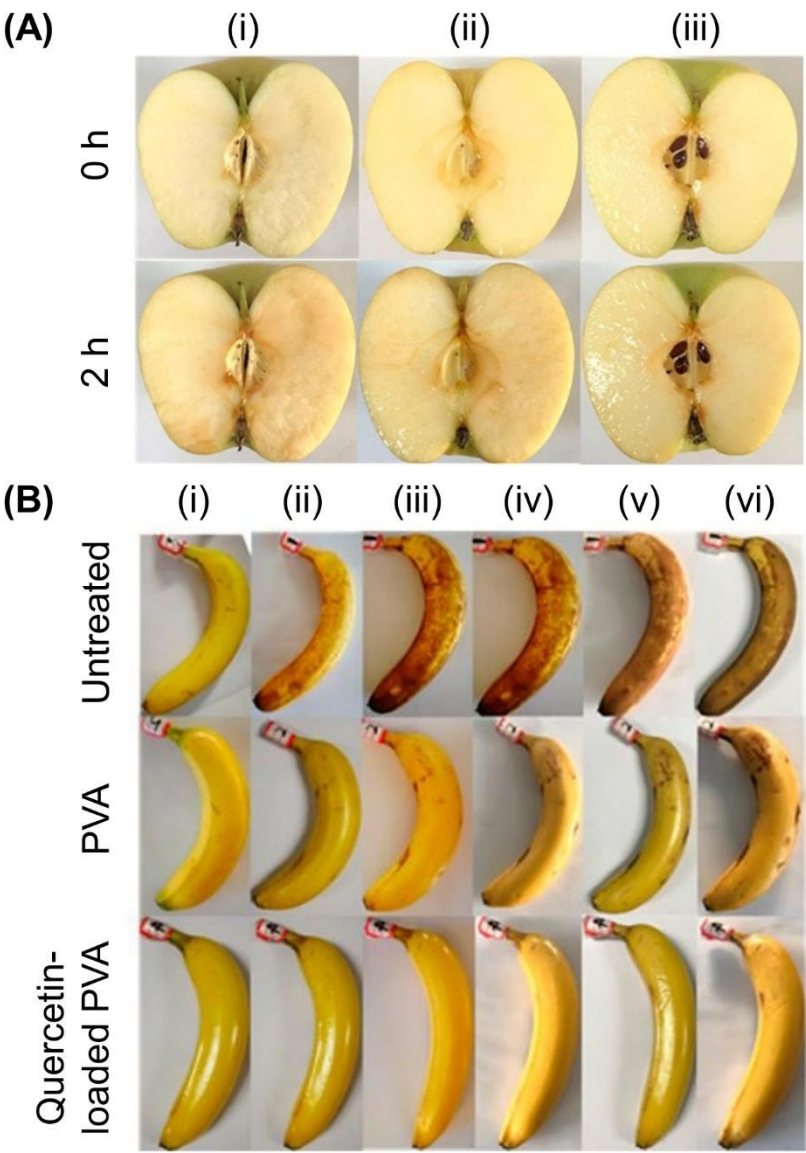 (A) (i) (ii) (iii)
0 h
2 h
(B) (i) (ii) (iii) (iv) (v) (vi)
Untreated
PVA
Quercetin-
loaded PVA